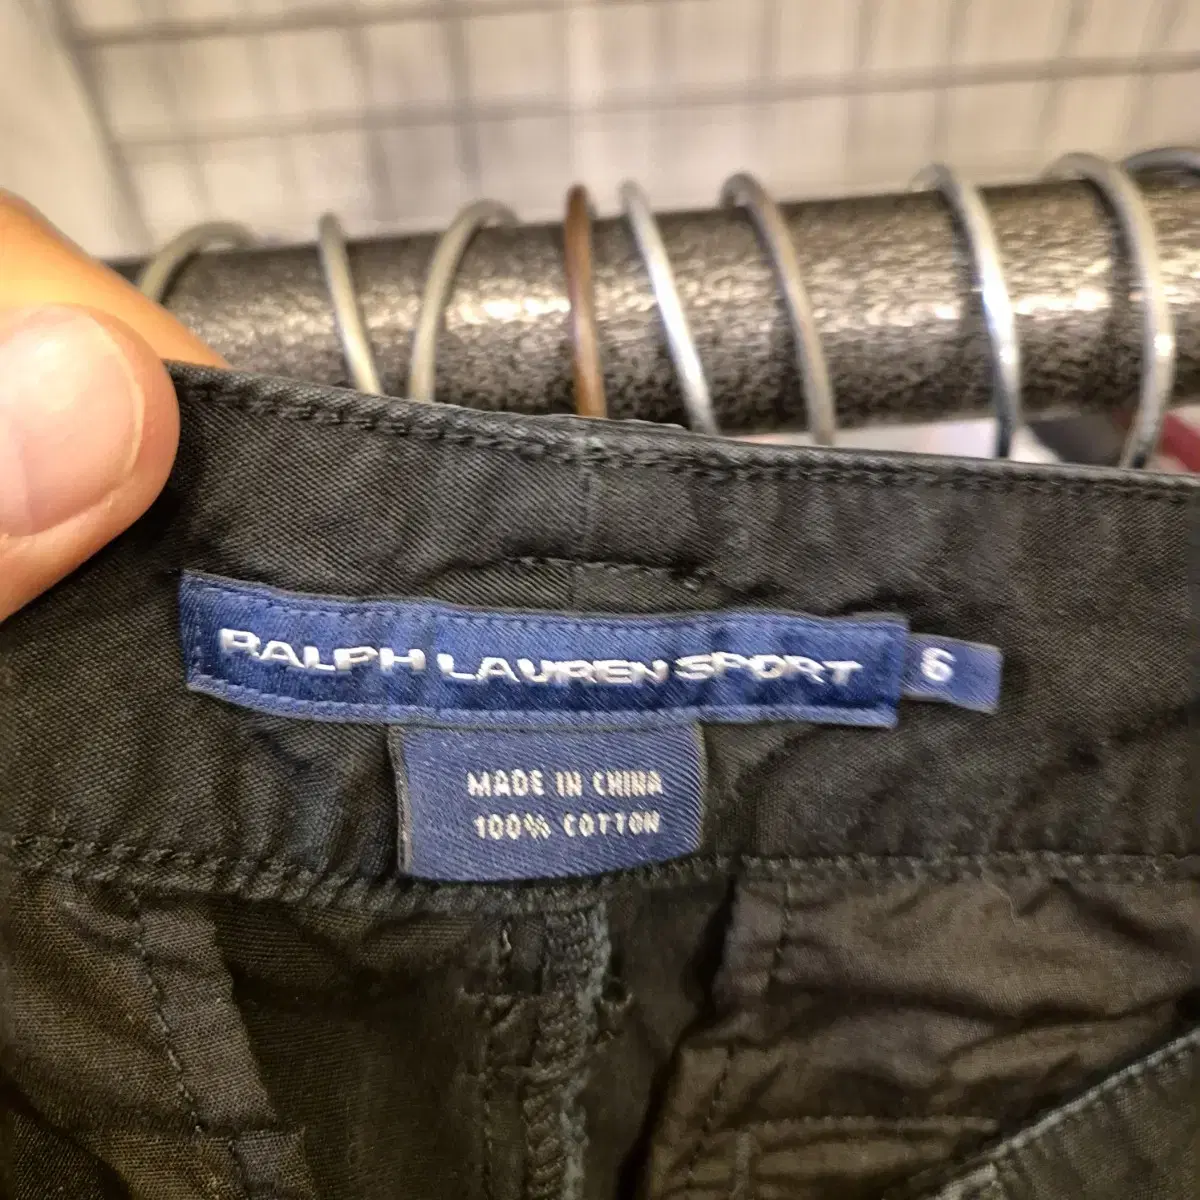 RALPH LAUREN SPORT
6
MADE IN CHINA
100% COTTON